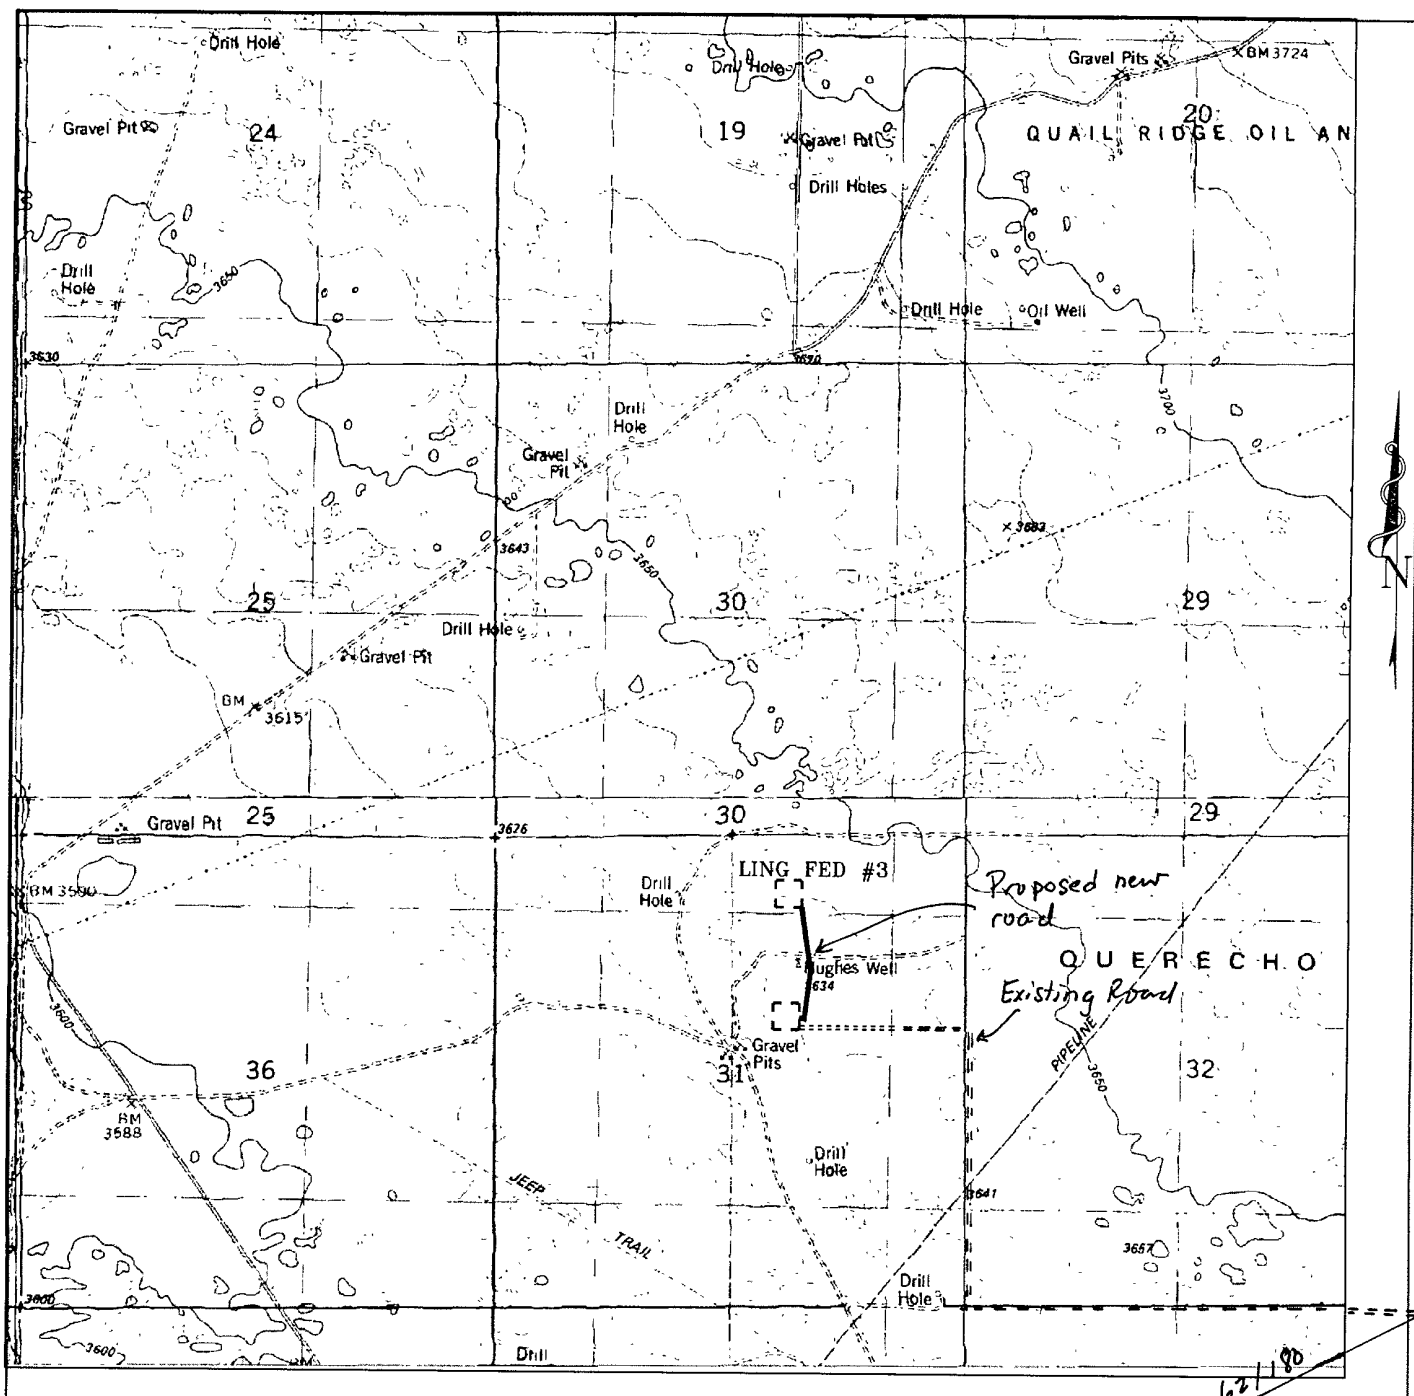 Drill Hole
Drill Hole
Gravel Pits
BM 3724
Gravel Pit
24
19
Gravel Pit
20
QUAIL RIDGE OIL AN
Drill Holes
Drill
Hole
3650
Drill Hole
Oil Well
3630
3670
3700
Drill
Hole
Gravel
Pit
3683
3643
3650
25
30
29
Drill Hole
Gravel Pit
BM
3615
Gravel Pit
25
3626
30
29
LING FED #3
BM 3590
Drill
Hole
Proposed new
road
QUERECHO
Hughes Well
634
Existing Road
3600
Gravel
Pits
PIPELINE
36
31
3650
32
BM
3588
Drill
Hole
JEEP
TRAIL
3641
3657
Drill
Hole
3600
3600
Drill
N